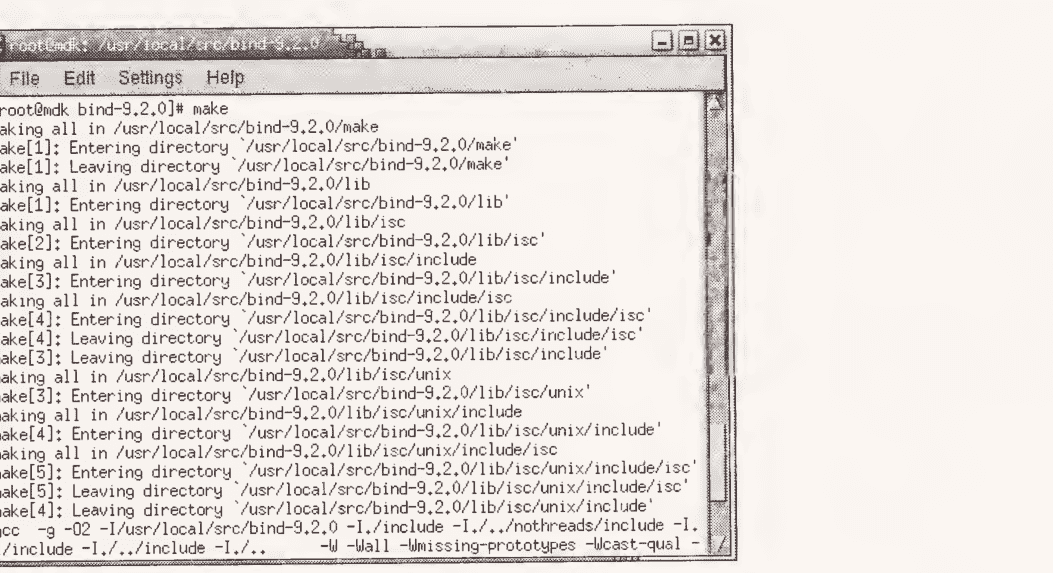 root@mdk: /usr/local/src/bind-9.2.0
File Edit Settings Help
root@mdk bind-9.2.0]# make
aking all in /usr/local/src/bind-9.2.0/make
ake[1]: Entering directory `/usr/local/src/bind-9.2.0/make'
ake[1]: Leaving directory `/usr/local/src/bind-9.2.0/make'
aking all in /usr/local/src/bind-9.2.0/lib
ake[1]: Entering directory `/usr/local/src/bind-9.2.0/lib'
aking all in /usr/local/src/bind-9.2.0/lib/isc
ake[2]: Entering directory `/usr/local/src/bind-9.2.0/lib/isc'
aking all in /usr/local/src/bind-9.2.0/lib/isc/include
ake[3]: Entering directory `/usr/local/src/bind-9.2.0/lib/isc/include'
aking all in /usr/local/src/bind-9.2.0/lib/isc/include/isc
ake[4]: Entering directory `/usr/local/src/bind-9.2.0/lib/isc/include/isc'
ake[4]: Leaving directory `/usr/local/src/bind-9.2.0/lib/isc/include/isc'
ake[3]: Leaving directory `/usr/local/src/bind-9.2.0/lib/isc/include'
aking all in /usr/local/src/bind-9.2.0/lib/isc/unix
ake[3]: Entering directory `/usr/local/src/bind-9.2.0/lib/isc/unix'
aking all in /usr/local/src/bind-9.2.0/lib/isc/unix/include
ake[4]: Entering directory `/usr/local/src/bind-9.2.0/lib/isc/unix/include'
aking all in /usr/local/src/bind-9.2.0/lib/isc/unix/include/isc
ake[5]: Entering directory `/usr/local/src/bind-9.2.0/lib/isc/unix/include/isc'
ake[5]: Leaving directory `/usr/local/src/bind-9.2.0/lib/isc/unix/include/isc'
ake[4]: Leaving directory `/usr/local/src/bind-9.2.0/lib/isc/unix/include'
gcc -g -O2 -I/usr/local/src/bind-9.2.0 -I./include -I./../nothreads/include -I.
/include -I./../include -I./.. -W -Wall -Wmissing-prototypes -Wcast-qual -